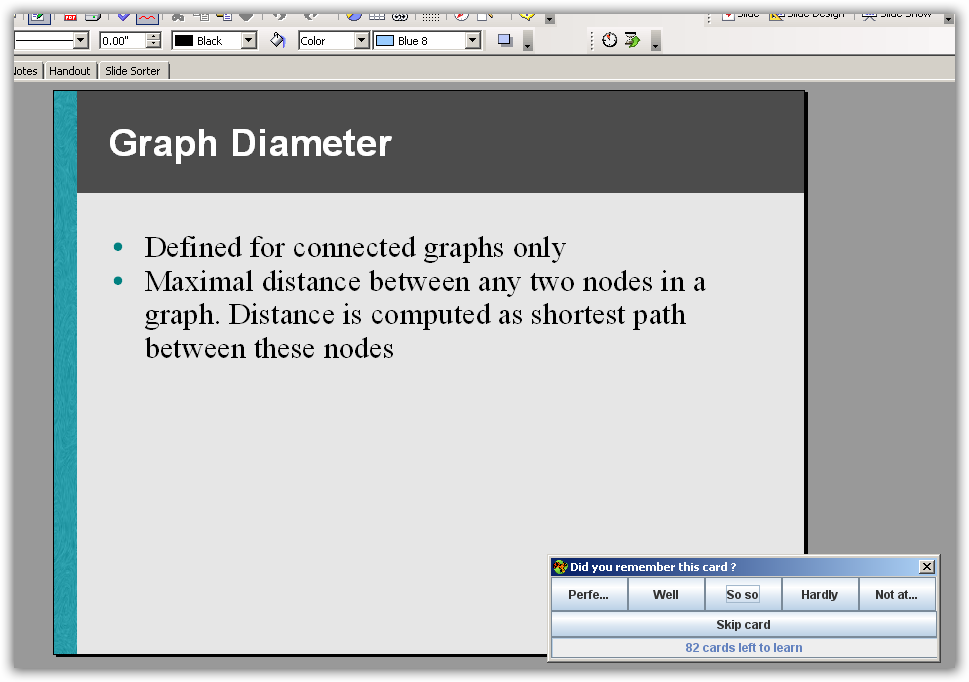 Slide Slide Design Slide Show
0.00" Black Color Blue 8
Notes Handout Slide Sorter
Graph Diameter
• Defined for connected graphs only
• Maximal distance between any two nodes in a
graph. Distance is computed as shortest path
between these nodes
Did you remember this card ?
Perfe... Well So so Hardly Not at...
Skip card
82 cards left to learn